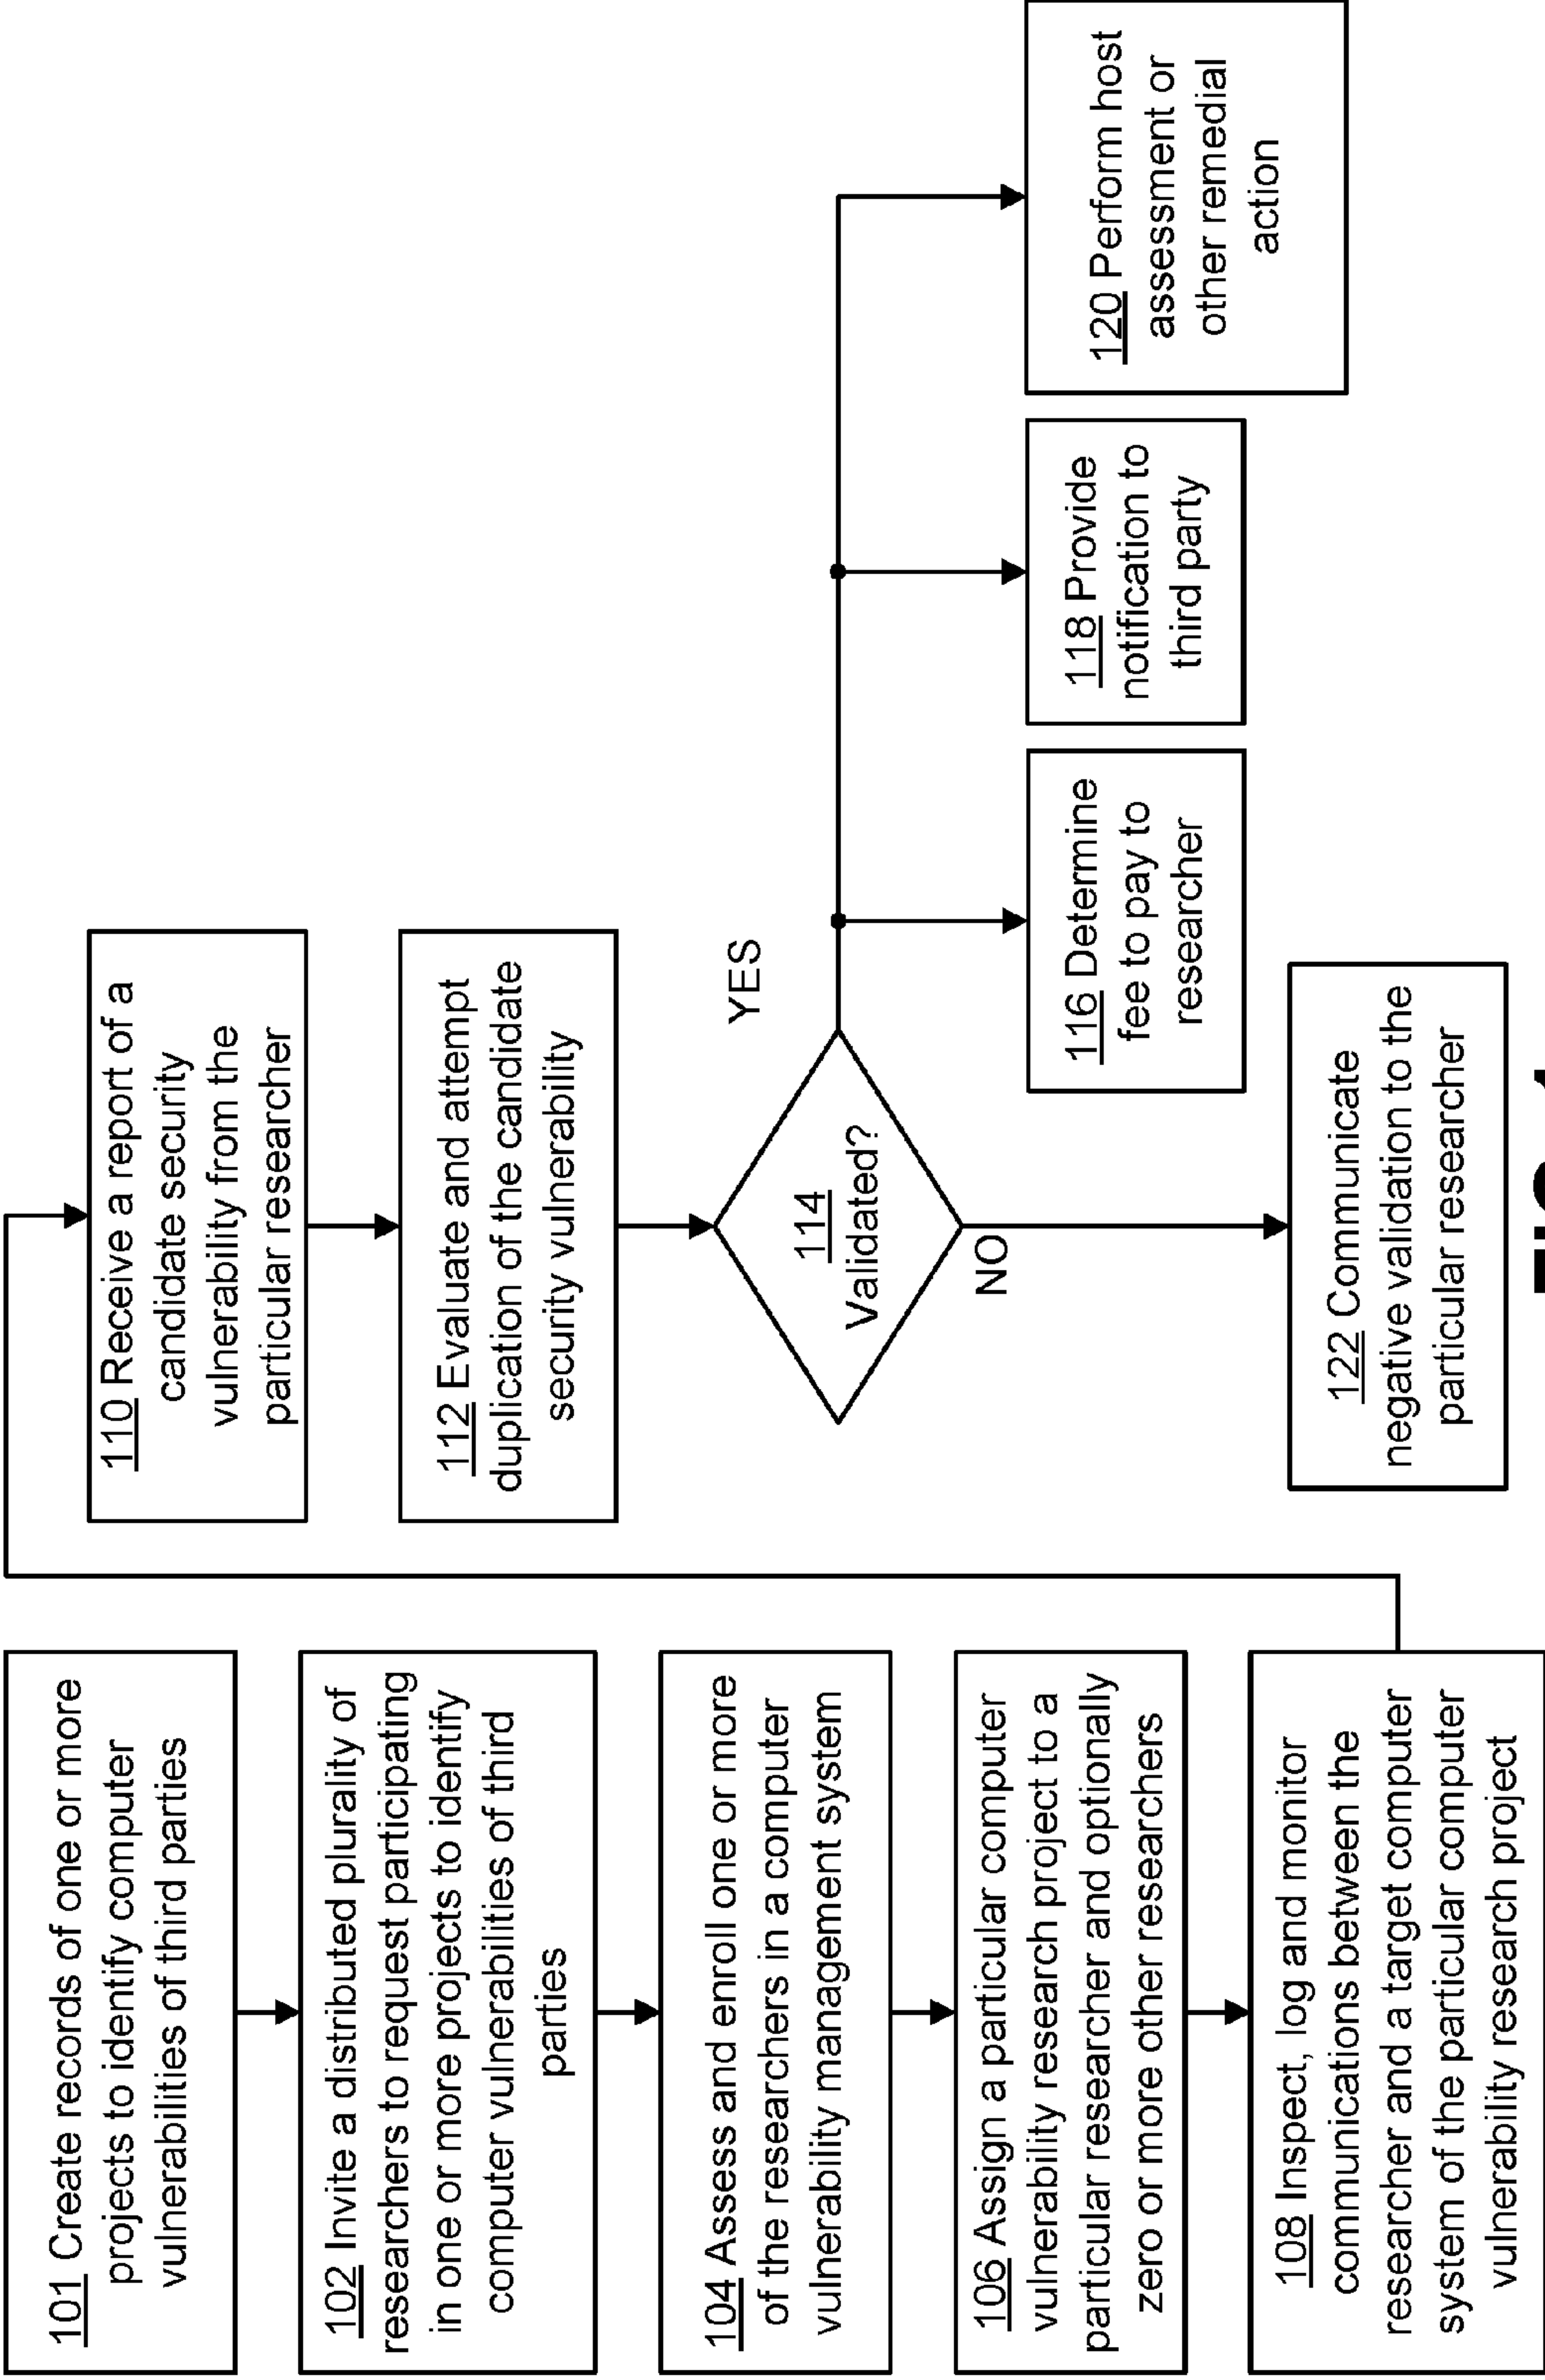 101 Create records of one or more
projects to identify computer
vulnerabilities of third parties
102 Invite a distributed plurality of
researchers to request participating
in one or more projects to identify
computer vulnerabilities of third
parties
104 Assess and enroll one or more
of the researchers in a computer
vulnerability management system
106 Assign a particular computer
vulnerability research project to a
particular researcher and optionally
zero or more other researchers
108 Inspect, log and monitor
communications between the
researcher and a target computer
system of the particular computer
vulnerability research project
110 Receive a report of a
candidate security
vulnerability from the
particular researcher
112 Evaluate and attempt
duplication of the candidate
security vulnerability
114
Validated?
YES
NO
116 Determine
fee to pay to
researcher
118 Provide
notification to
third party
120 Perform host
assessment or
other remedial
action
122 Communicate
negative validation to the
particular researcher